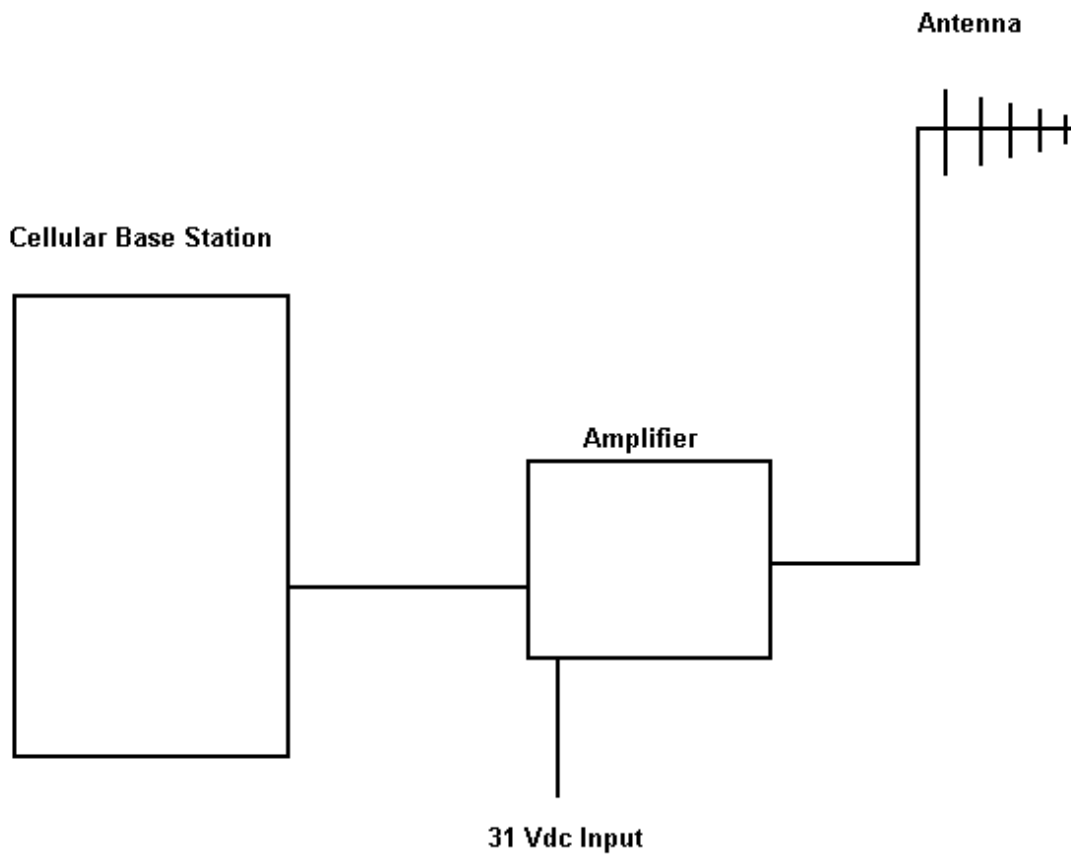 Antenna
Cellular Base Station
Amplifier
31 Vdc Input